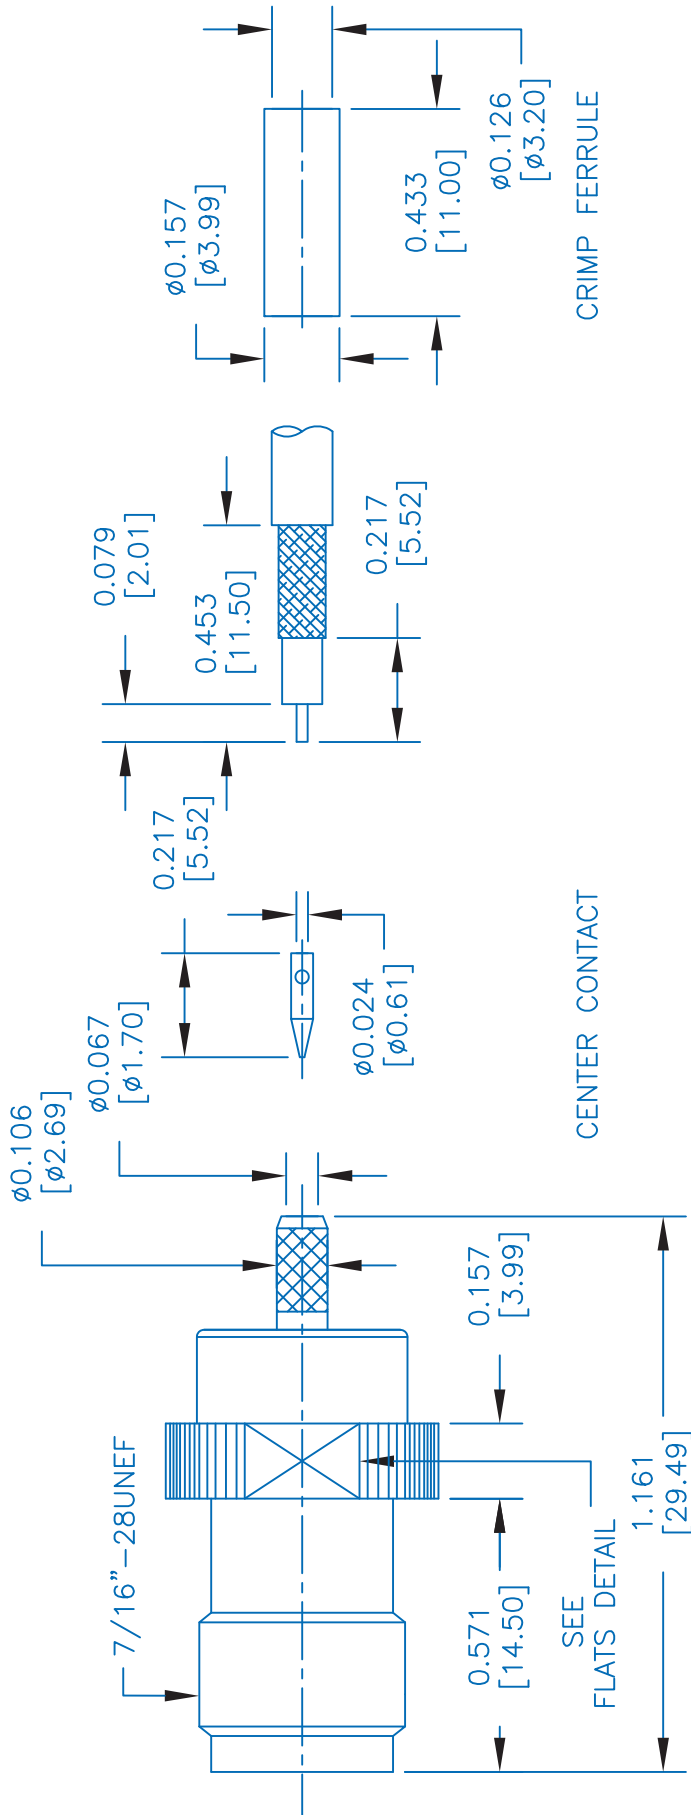 7/16”−28UNEF
ø0.106
[ø2.69]
ø0.067
[ø1.70]
0.571
[14.50]
SEE
FLATS DETAIL
1.161
[29.49]
0.157
[3.99]
0.217
[5.52]
ø0.024
[ø0.61]
CENTER CONTACT
0.079
[2.01]
0.453
[11.50]
0.217
[5.52]
ø0.157
[ø3.99]
0.433
[11.00]
ø0.126
[ø3.20]
CRIMP FERRULE